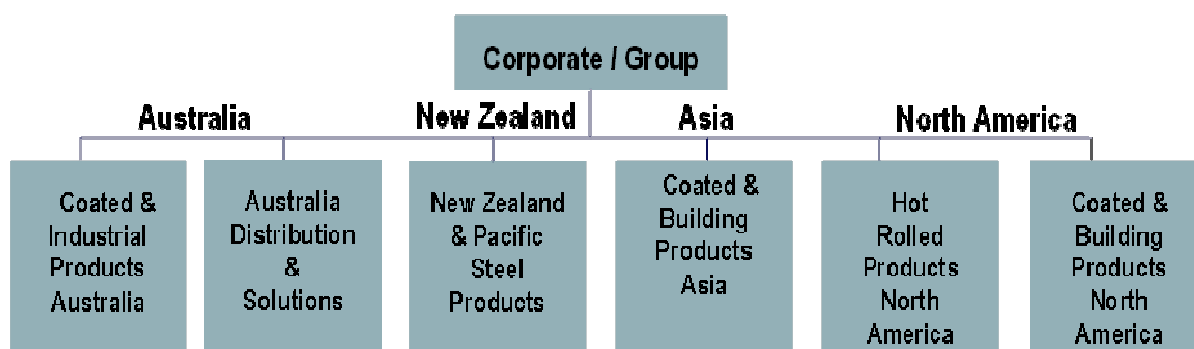 Corporate / Group
Australia
New Zealand
Asia
North America
Coated &
Industrial
Products
Australia
Australia
Distribution
&
Solutions
New Zealand
& Pacific
Steel
Products
Coated &
Building
Products
Asia
Hot
Rolled
Products
North
America
Coated &
Building
Products
North
America